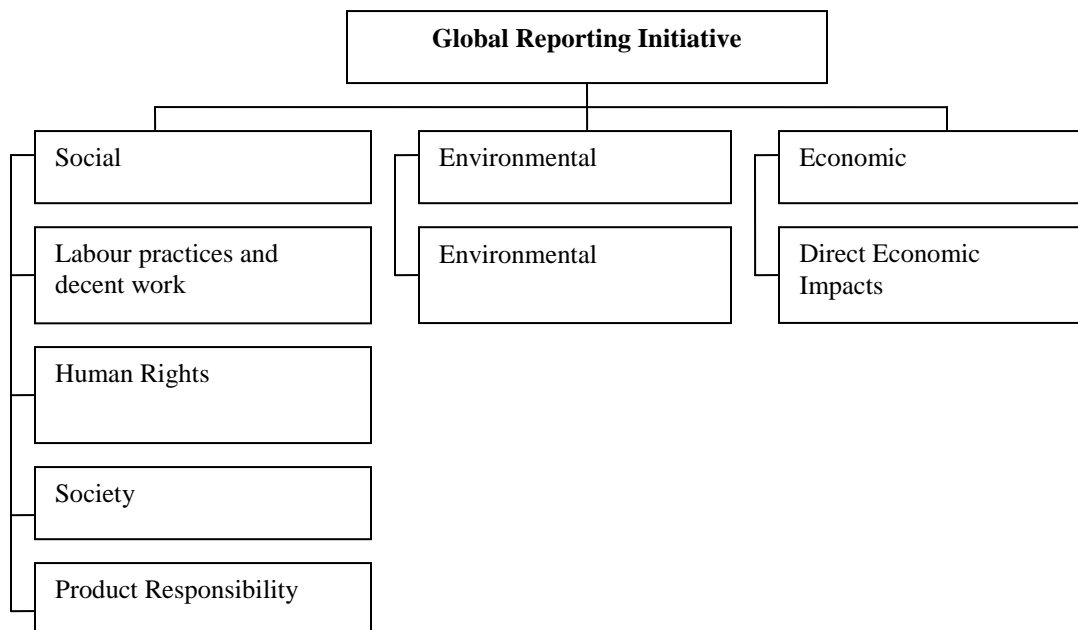 Global Reporting Initiative
Social
Environmental
Economic
Labour practices and
decent work
Environmental
Direct Economic
Impacts
Human Rights
Society
Product Responsibility